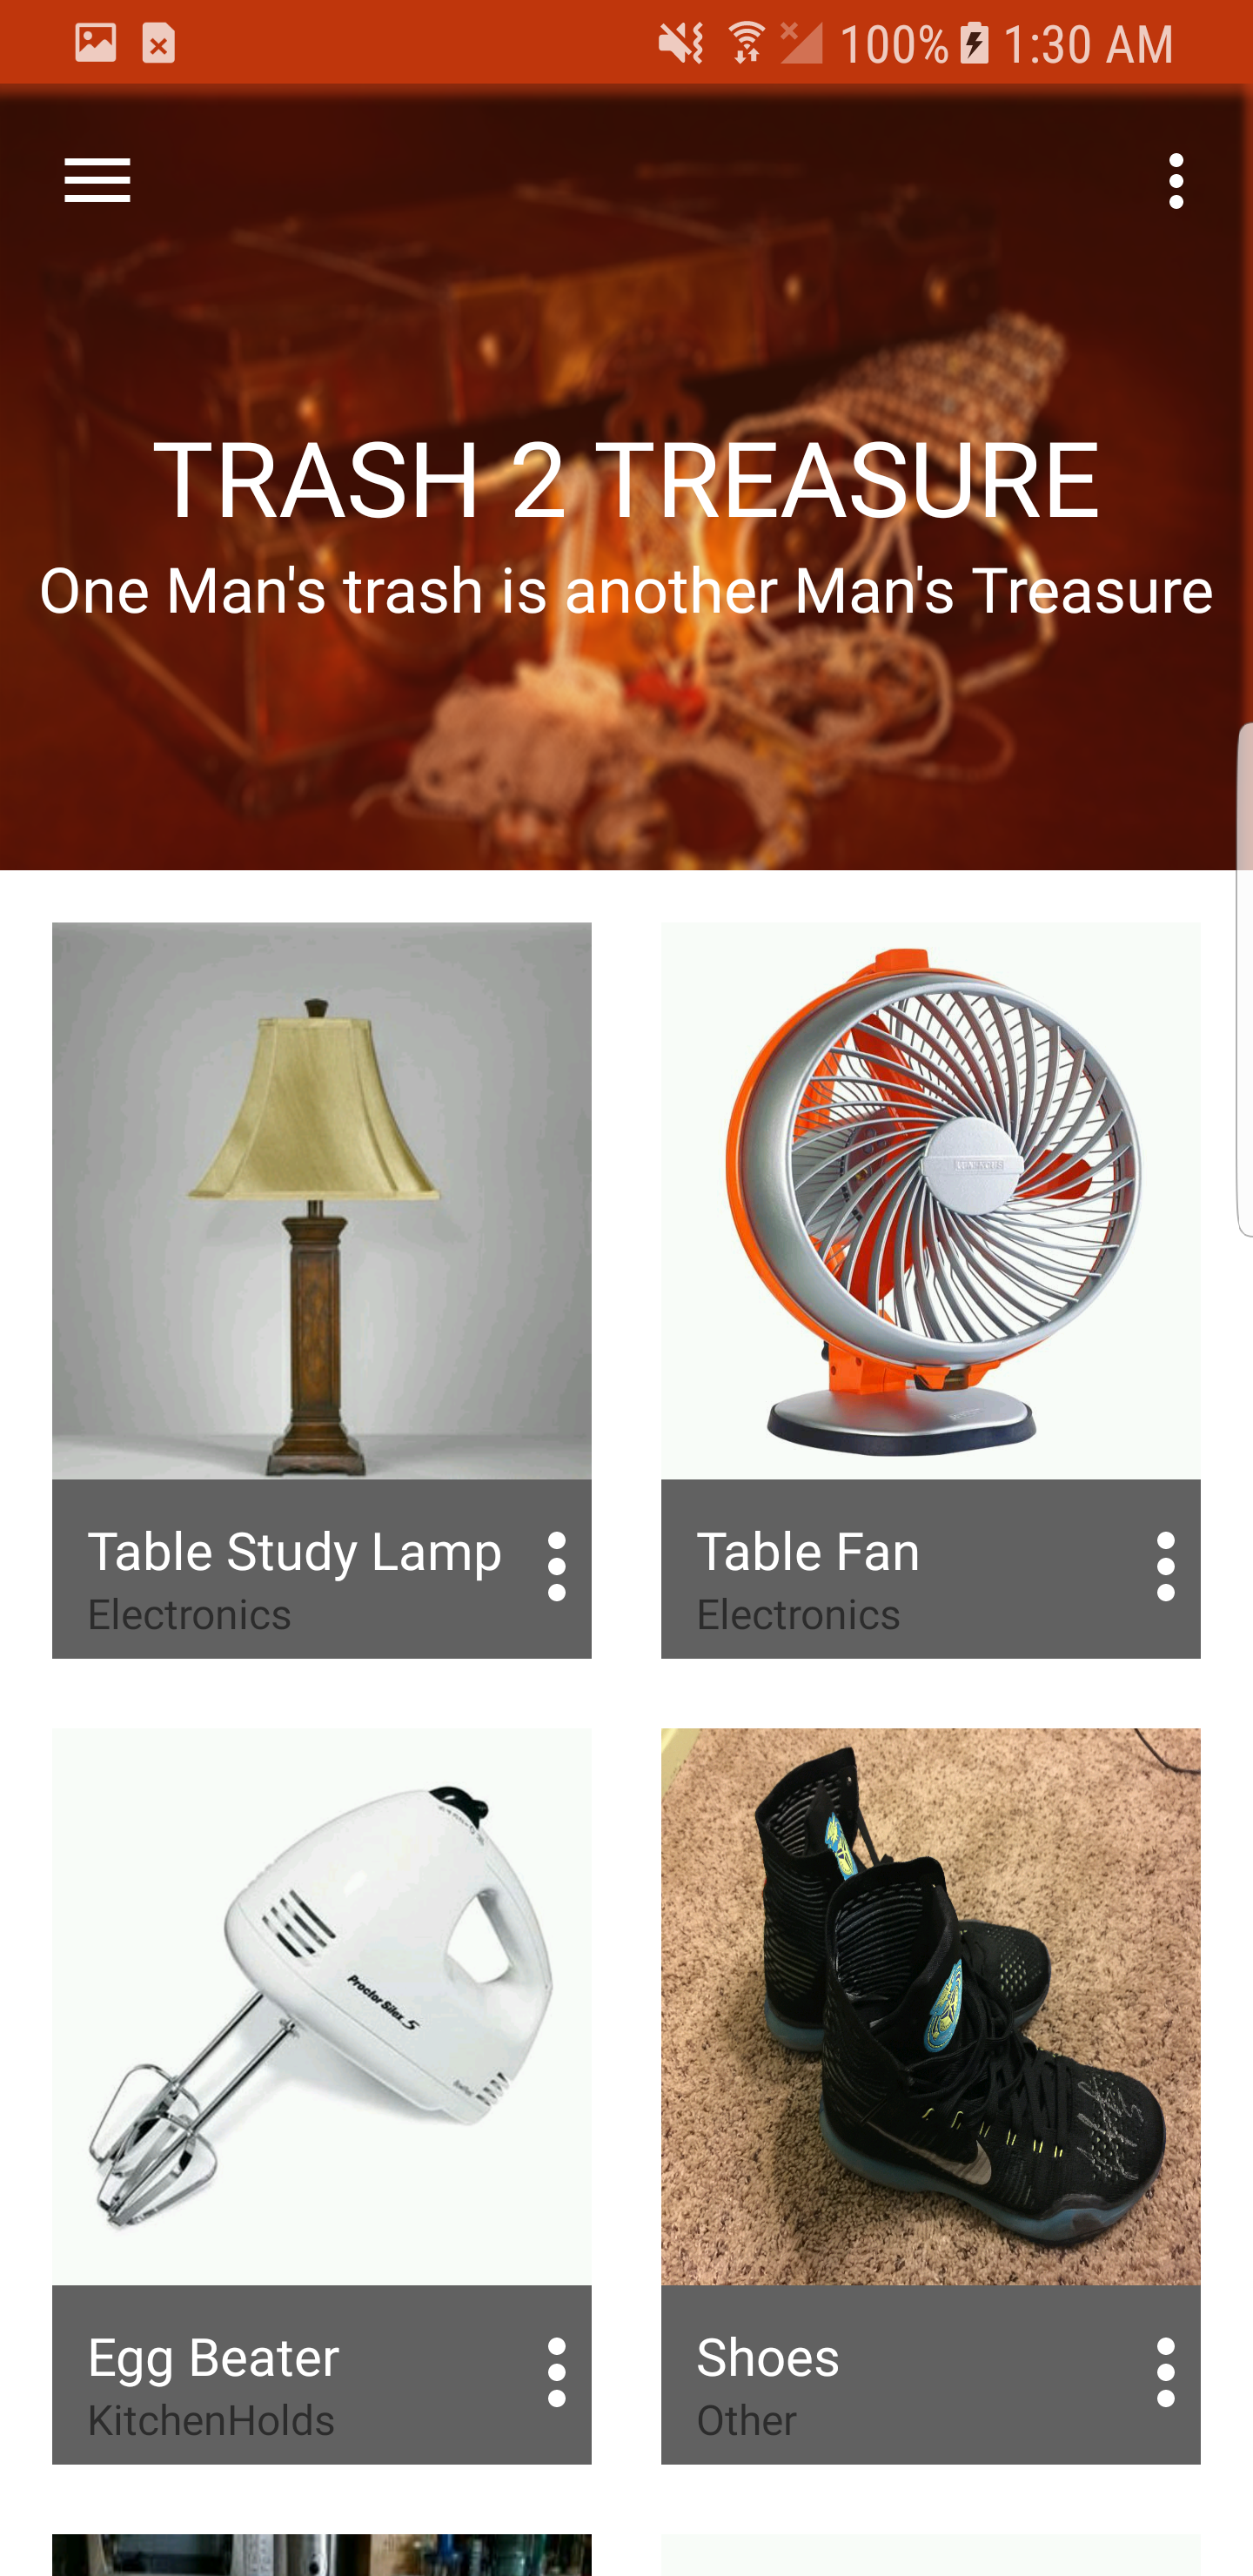 100% 1:30 AM
TRASH 2 TREASURE
One Man's trash is another Man's Treasure
Table Study Lamp
Electronics
Table Fan
Electronics
Proctor Silex 5
Egg Beater
KitchenHolds
Shoes
Other